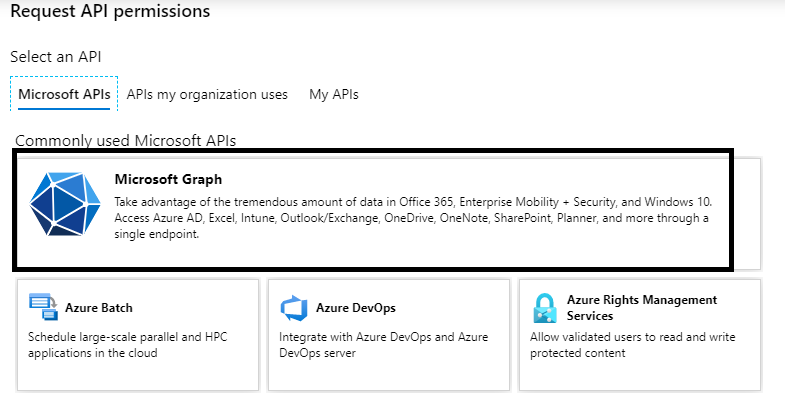 Request API permissions
Select an API
Microsoft APIs APIs my organization uses My APIs
Commonly used Microsoft APIs
Microsoft Graph
Take advantage of the tremendous amount of data in Office 365, Enterprise Mobility + Security, and Windows 10.
Access Azure AD, Excel, Intune, Outlook/Exchange, OneDrive, OneNote, SharePoint, Planner, and more through a
single endpoint.
Azure Batch
Schedule large-scale parallel and HPC
applications in the cloud
Azure DevOps
Integrate with Azure DevOps and Azure
DevOps server
Azure Rights Management
Services
Allow validated users to read and write
protected content